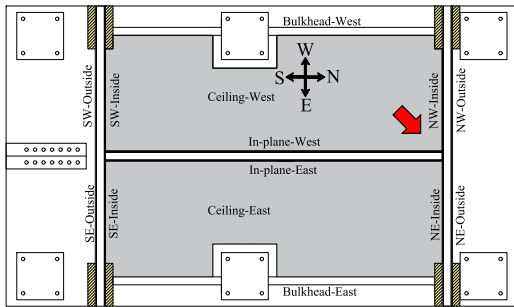 Bulkhead-West
W
S N
E
SW-Outside
SW-Inside
Ceiling-West
NW-Inside
NW-Outside
In-plane-West
In-plane-East
SE-Outside
SE-Inside
Ceiling-East
NE-Inside
NE-Outside
Bulkhead-East